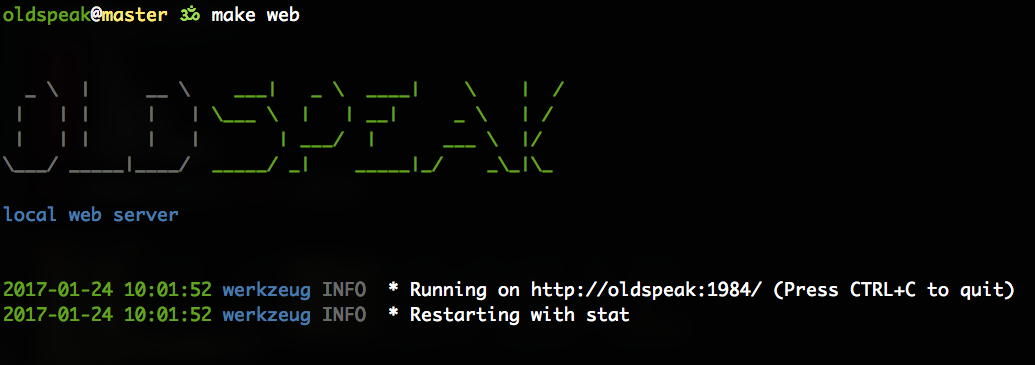 oldspeak@master ॐ make web
OLDSPEAK
local web server
2017-01-24 10:01:52 werkzeug INFO  * Running on http://oldspeak:1984/ (Press CTRL+C to quit)
2017-01-24 10:01:52 werkzeug INFO  * Restarting with stat